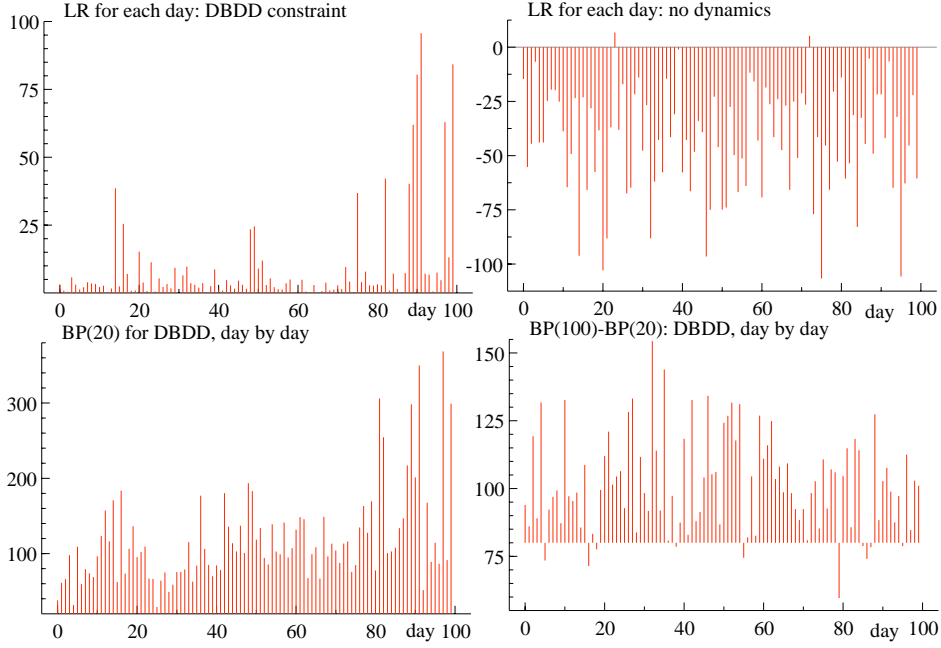 LR for each day: DBDD constraint
100
75
50
25
0 20 40 60 80 day 100
LR for each day: no dynamics
0
-25
-50
-75
-100
0 20 40 60 80 day 100
BP(20) for DBDD, day by day
300
200
100
0 20 40 60 80 day 100
BP(100)-BP(20): DBDD, day by day
150
125
100
75
0 20 40 60 80 day 100